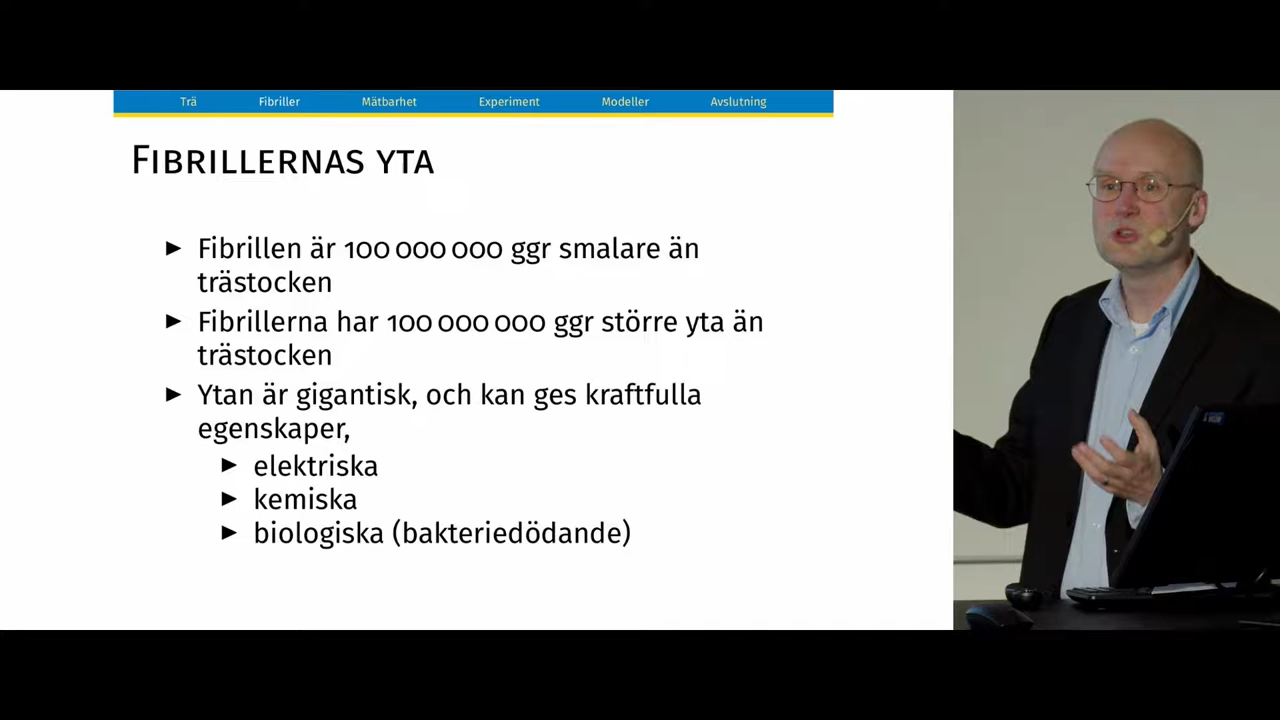 Trä Fibriller Mätbarhet Experiment Modeller Avslutning
Fibrillernas yta
► Fibrillen är 100 000 000 ggr smalare än
trästocken
► Fibrillerna har 100 000 000 ggr större yta än
trästocken
► Ytan är gigantisk, och kan ges kraftfulla
egenskaper,
► elektriska
► kemiska
► biologiska (bakteriedödande)